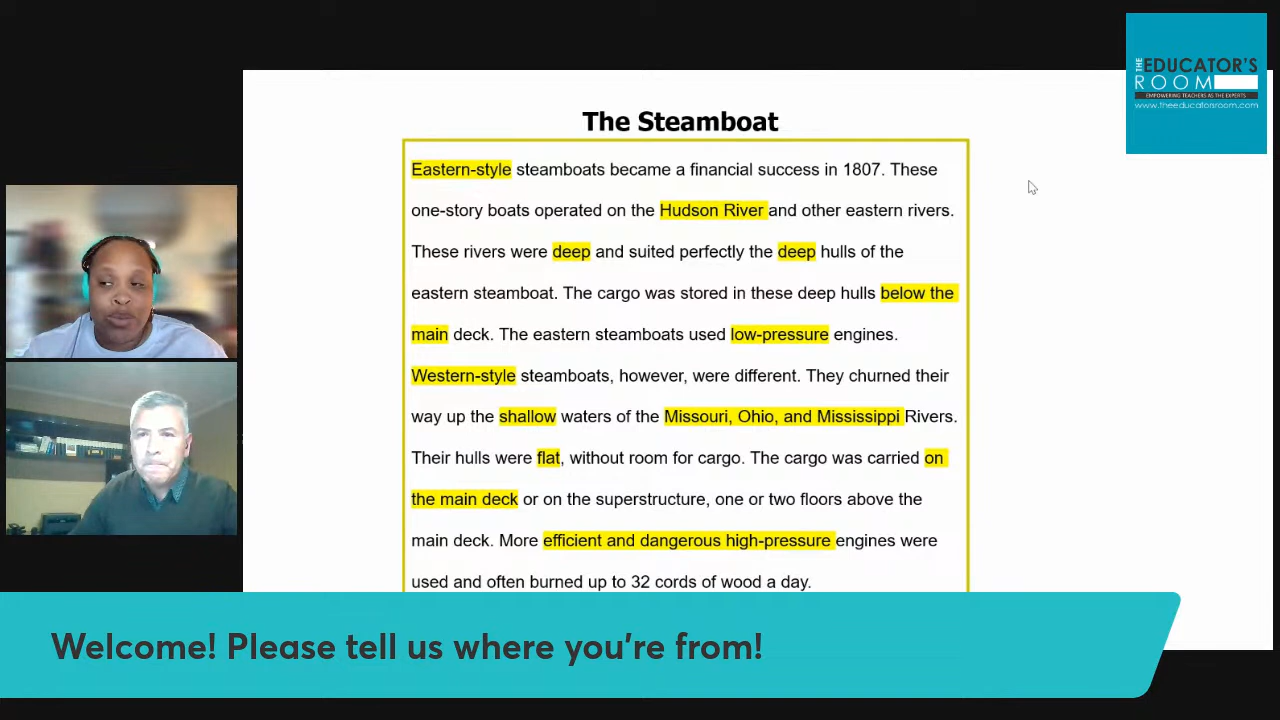 THE EDUCATOR'S
ROOM
EMPOWERING TEACHERS AS THE EXPERTS
www.theeducatorsroom.com
The Steamboat
Eastern-style steamboats became a financial success in 1807. These
one-story boats operated on the Hudson River and other eastern rivers.
These rivers were deep and suited perfectly the deep hulls of the
eastern steamboat. The cargo was stored in these deep hulls below the
main deck. The eastern steamboats used low-pressure engines.
Western-style steamboats, however, were different. They churned their
way up the shallow waters of the Missouri, Ohio, and Mississippi Rivers.
Their hulls were flat, without room for cargo. The cargo was carried on
the main deck or on the superstructure, one or two floors above the
main deck. More efficient and dangerous high-pressure engines were
used and often burned up to 32 cords of wood a day.
Welcome! Please tell us where you're from!